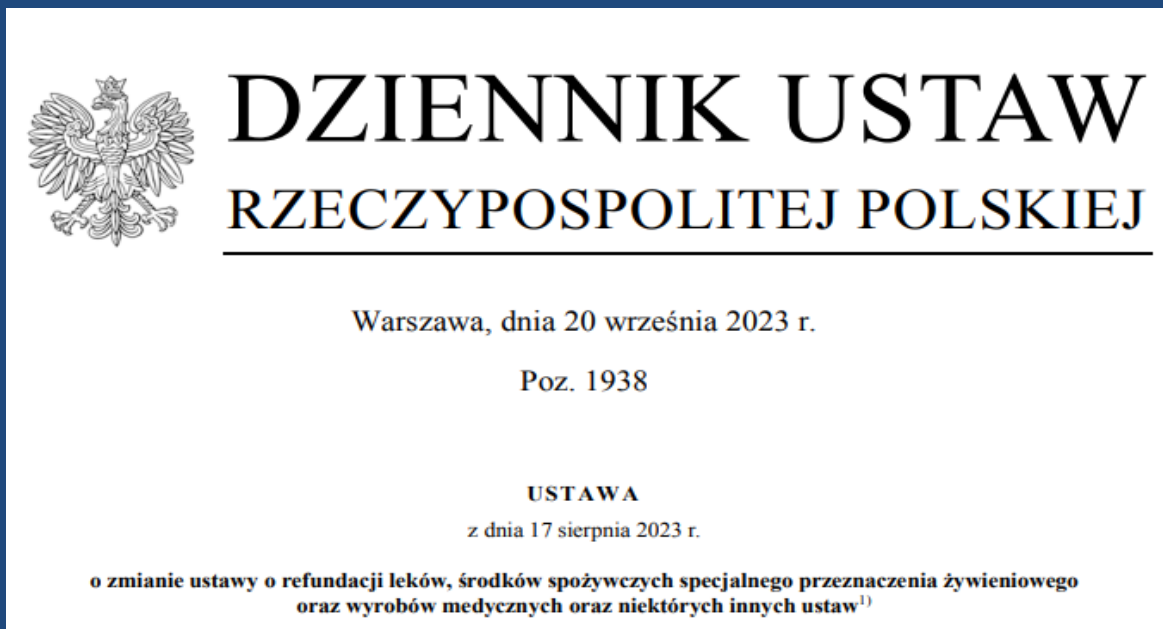 DZIENNIK USTAW
RZECZYPOSPOLITEJ POLSKIEJ
Warszawa, dnia 20 września 2023 r.
Poz. 1938
USTAWA
z dnia 17 sierpnia 2023 r.
o zmianie ustawy o refundacji leków, środków spożywczych specjalnego przeznaczenia żywieniowego
oraz wyrobów medycznych oraz niektórych innych ustaw¹⁾